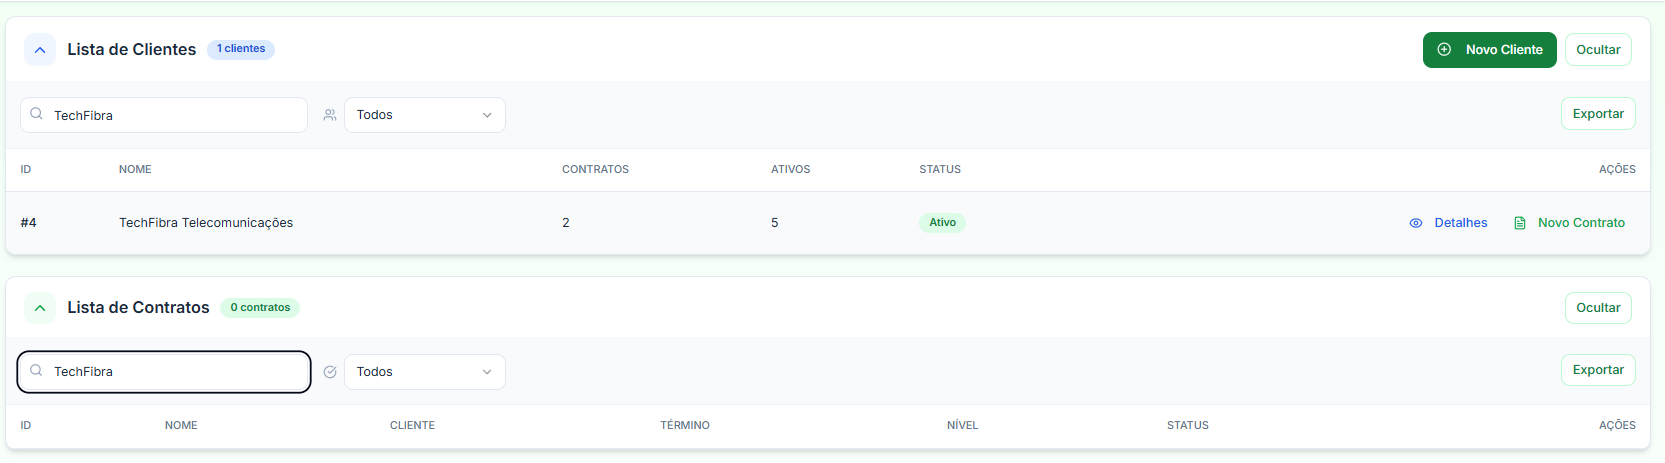 Lista de Clientes 1 clientes Novo Cliente Ocultar
TechFibra Todos Exportar
ID NOME CONTRATOS ATIVOS STATUS AÇÕES
#4 TechFibra Telecomunicações 2 5 Ativo Detalhes Novo Contrato
Lista de Contratos 0 contratos Ocultar
TechFibra Todos Exportar
ID NOME CLIENTE TÉRMINO NÍVEL STATUS AÇÕES